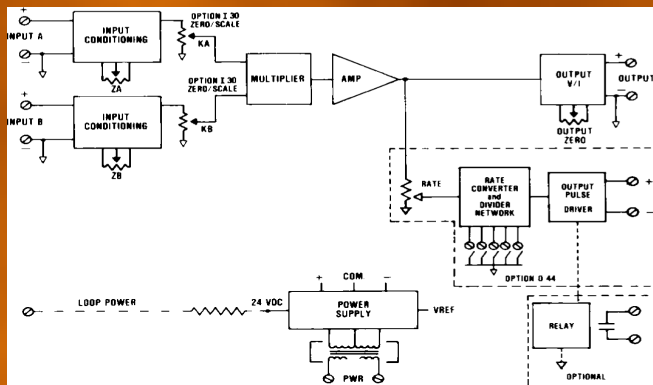 +
INPUT A
−
INPUT
CONDITIONING
ZA
OPTION I 30
ZERO/SCALE
KA
+
INPUT B
−
INPUT
CONDITIONING
ZB
OPTION I 30
ZERO/SCALE
KB
MULTIPLIER
AMP
OUTPUT
V/I
OUTPUT
ZERO
+
OUTPUT
−
RATE
RATE
CONVERTER
and
DIVIDER
NETWORK
OUTPUT
PULSE
DRIVER
+
−
OPTION O 44
LOOP POWER
24 VDC
+ COM −
POWER
SUPPLY
VREF
PWR
RELAY
OPTIONAL